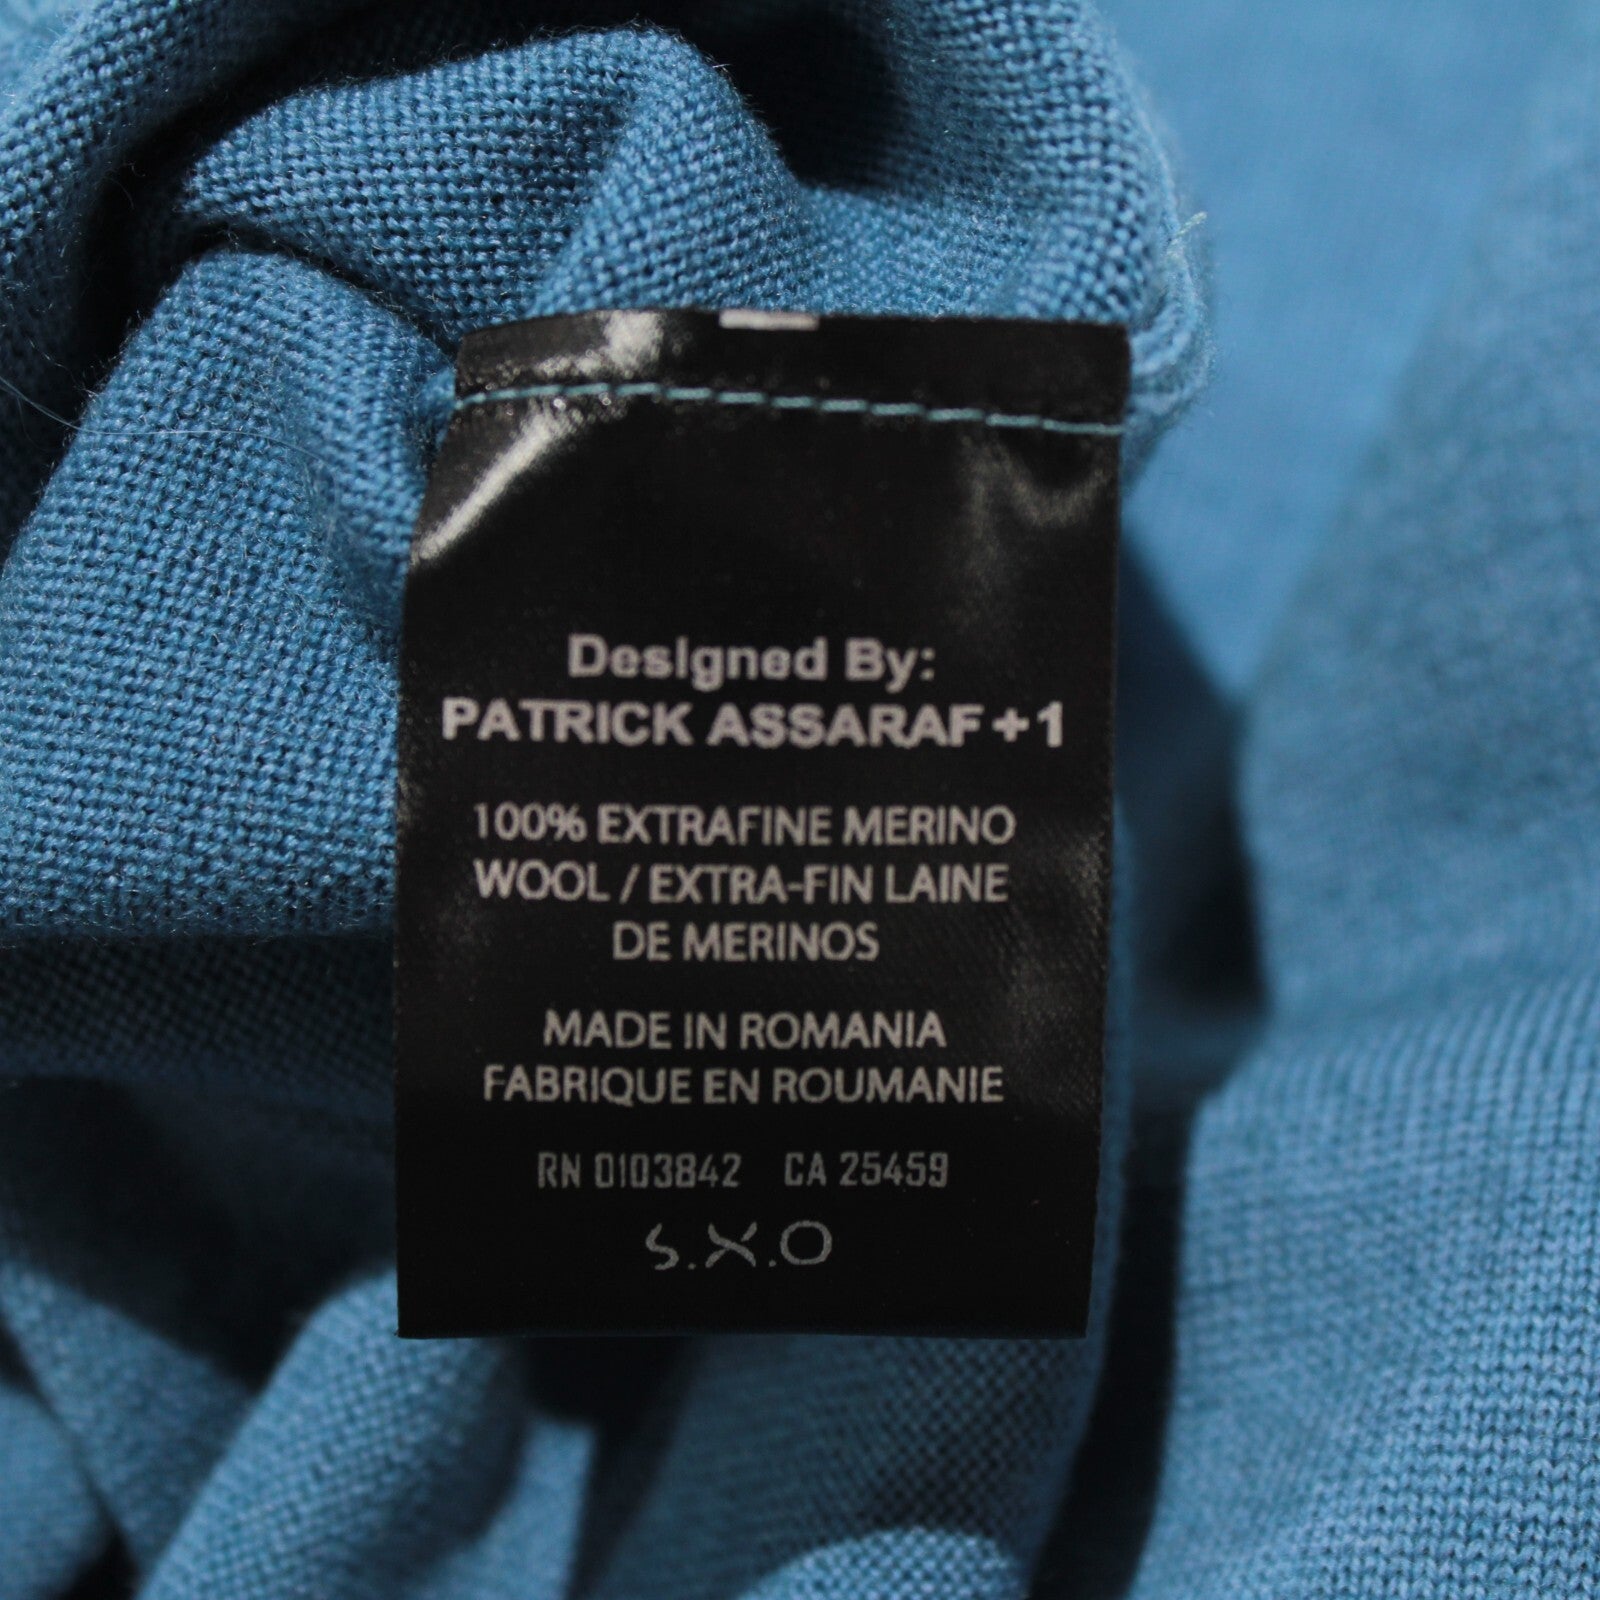 Designed By:
PATRICK ASSARAF + 1
100% EXTRAFINE MERINO
WOOL / EXTRA-FIN LAINE
DE MERINOS
MADE IN ROMANIA
FABRIQUE EN ROUMANIE
RN 0103842 CA 25459
S.X.O